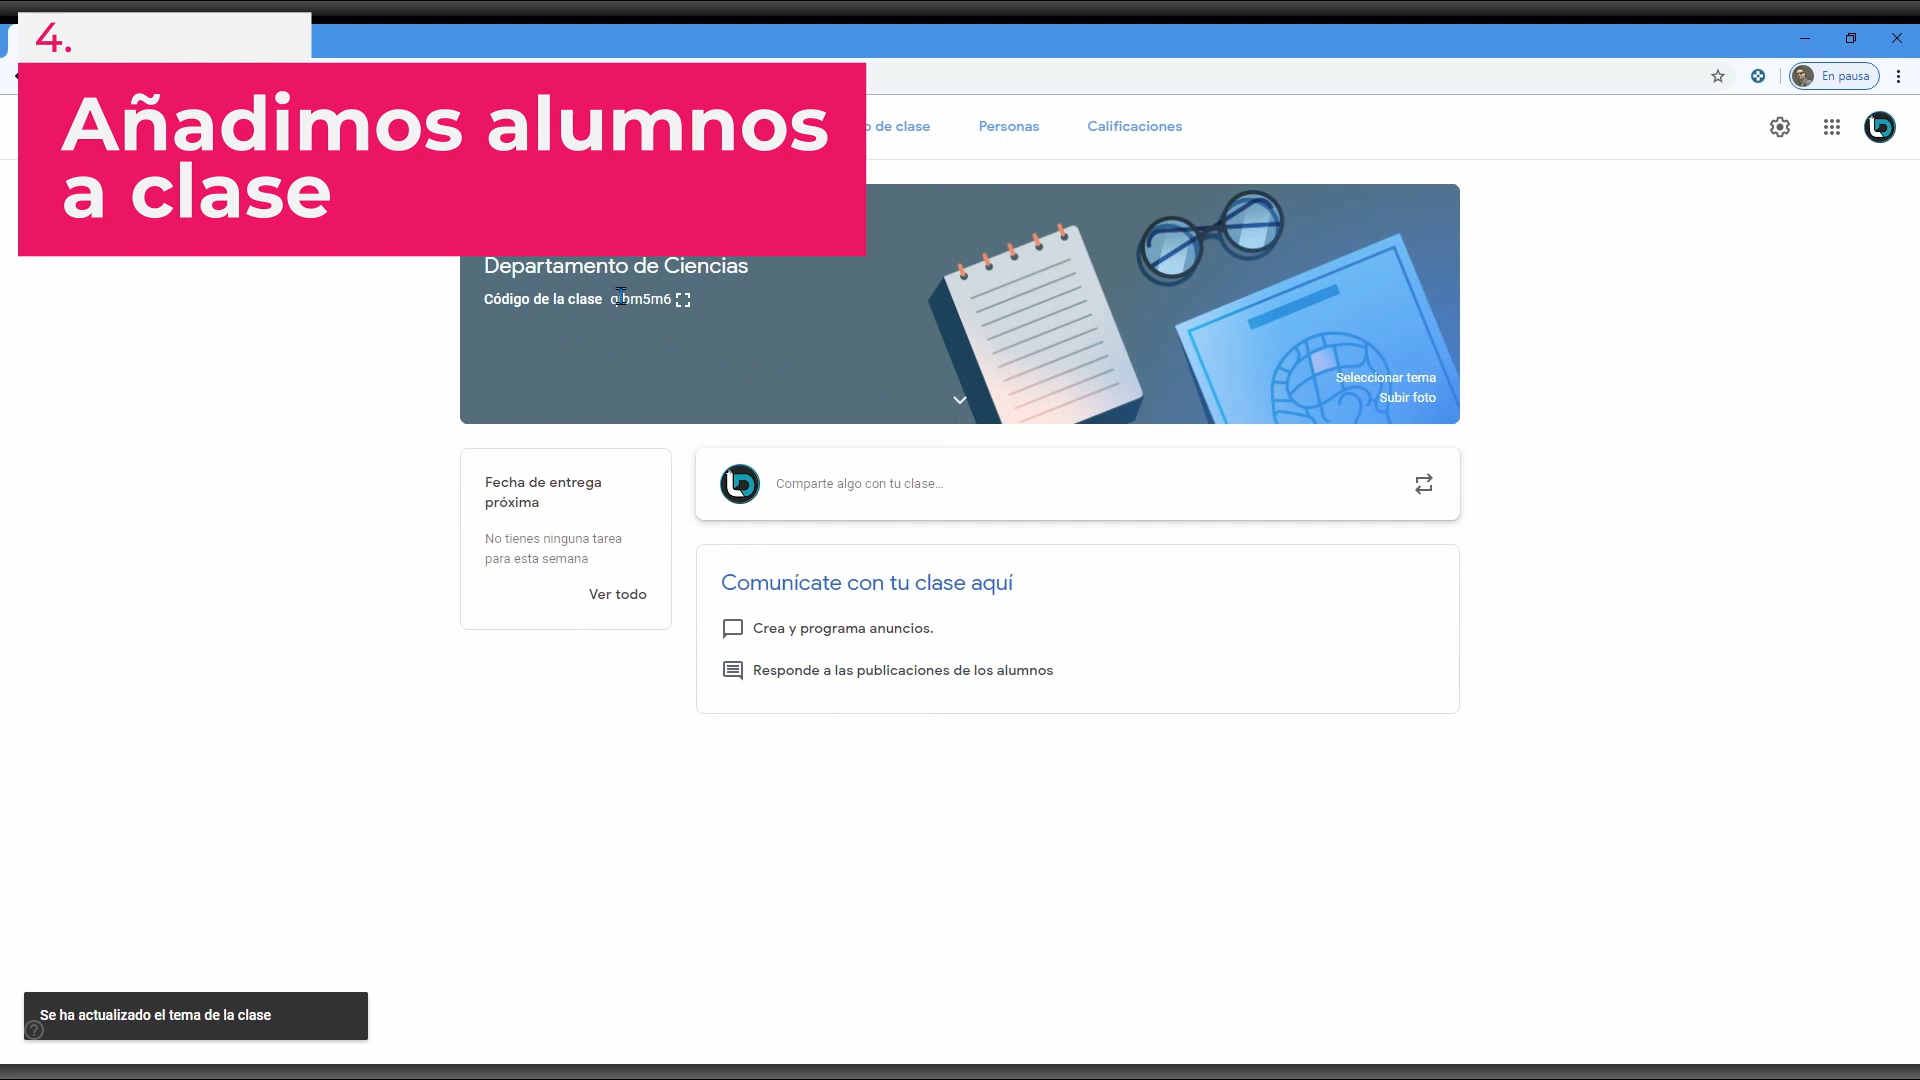 4.
Añadimos alumnos
a clase
En pausa
de clase
Personas
Calificaciones
Departamento de Ciencias
Código de la clase
Seleccionar tema
Subir foto
Fecha de entrega
próxima
No tienes ninguna tarea
para esta semana
Ver todo
Comparte algo con tu clase...
Comunícate con tu clase aquí
Crea y programa anuncios.
Responde a las publicaciones de los alumnos
Se ha actualizado el tema de la clase